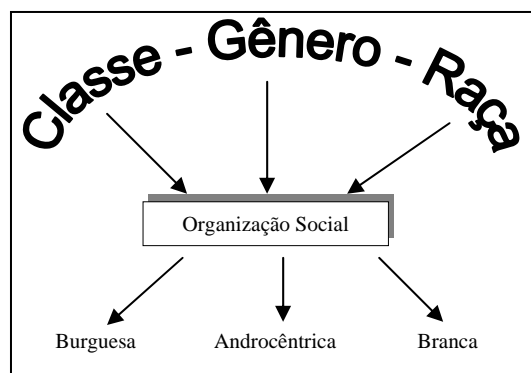 Classe - Gênero - Raça
Organização Social
Burguesa Androcêntrica Branca